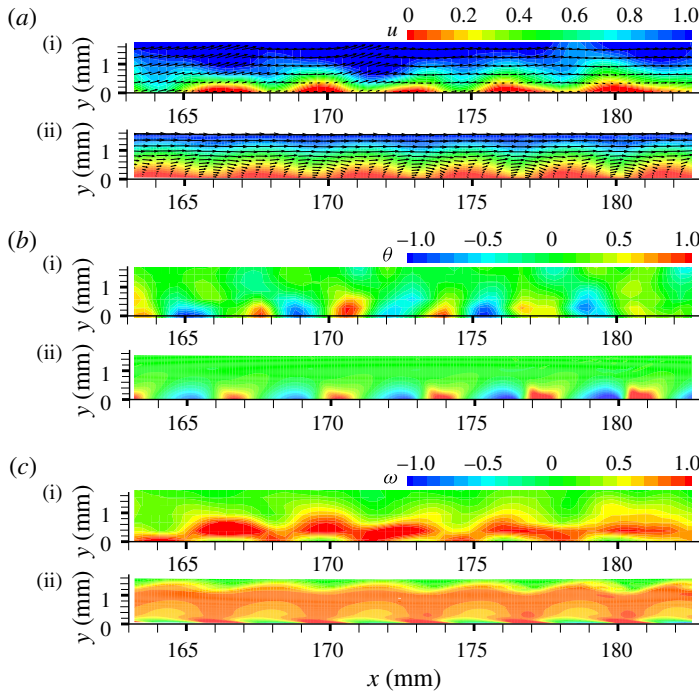 (a)
u 0 0.2 0.4 0.6 0.8 1.0
(i)
y (mm)
1
0
165 170 175 180
(ii)
y (mm)
1
0
165 170 175 180
(b)
θ −1.0 −0.5 0 0.5 1.0
(i)
y (mm)
1
0
165 170 175 180
(ii)
y (mm)
1
0
165 170 175 180
(c)
ω −1.0 −0.5 0 0.5 1.0
(i)
y (mm)
1
0
165 170 175 180
(ii)
y (mm)
1
0
165 170 175 180
x (mm)